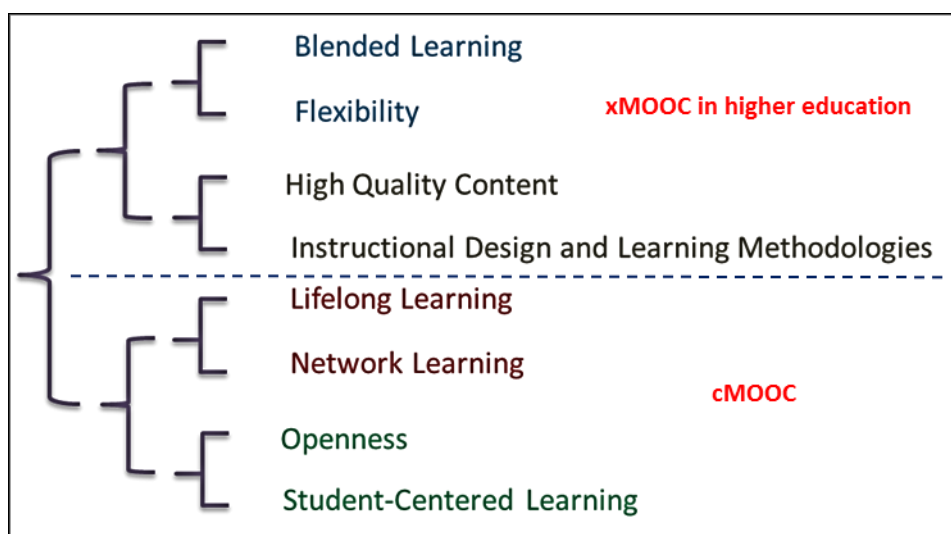 Blended Learning
Flexibility
xMOOC in higher education
High Quality Content
Instructional Design and Learning Methodologies
Lifelong Learning
Network Learning
cMOOC
Openness
Student-Centered Learning